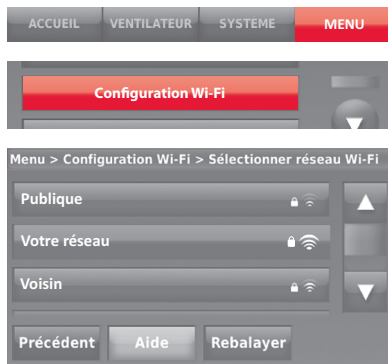 ACCUEIL VENTILATEUR SYSTEME MENU
Configuration Wi-Fi
Menu > Configuration Wi-Fi > Sélectionner réseau Wi-Fi
Publique
Votre réseau
Voisin
Précédent Aide Rebalayer